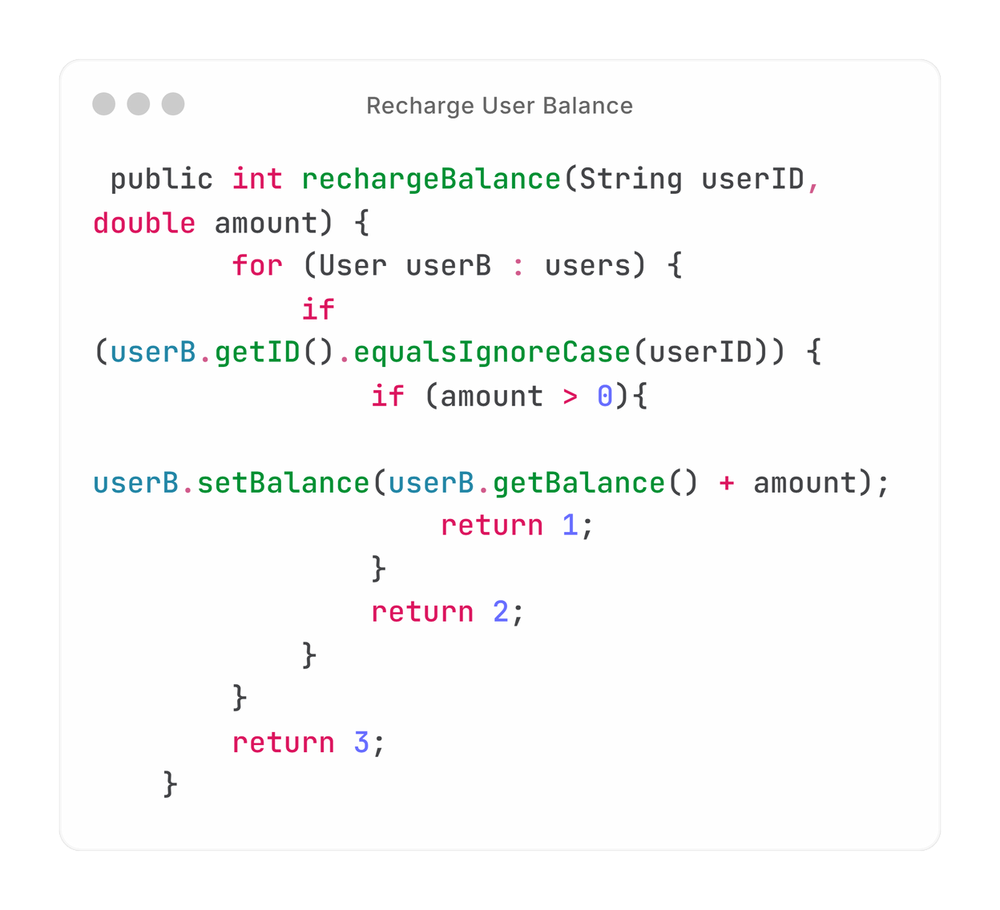 Recharge User Balance
public int rechargeBalance(String userID,
double amount) {
for (User userB : users) {
if
(userB.getID().equalsIgnoreCase(userID)) {
if (amount > 0){
userB.setBalance(userB.getBalance() + amount);
return 1;
}
return 2;
}
}
return 3;
}